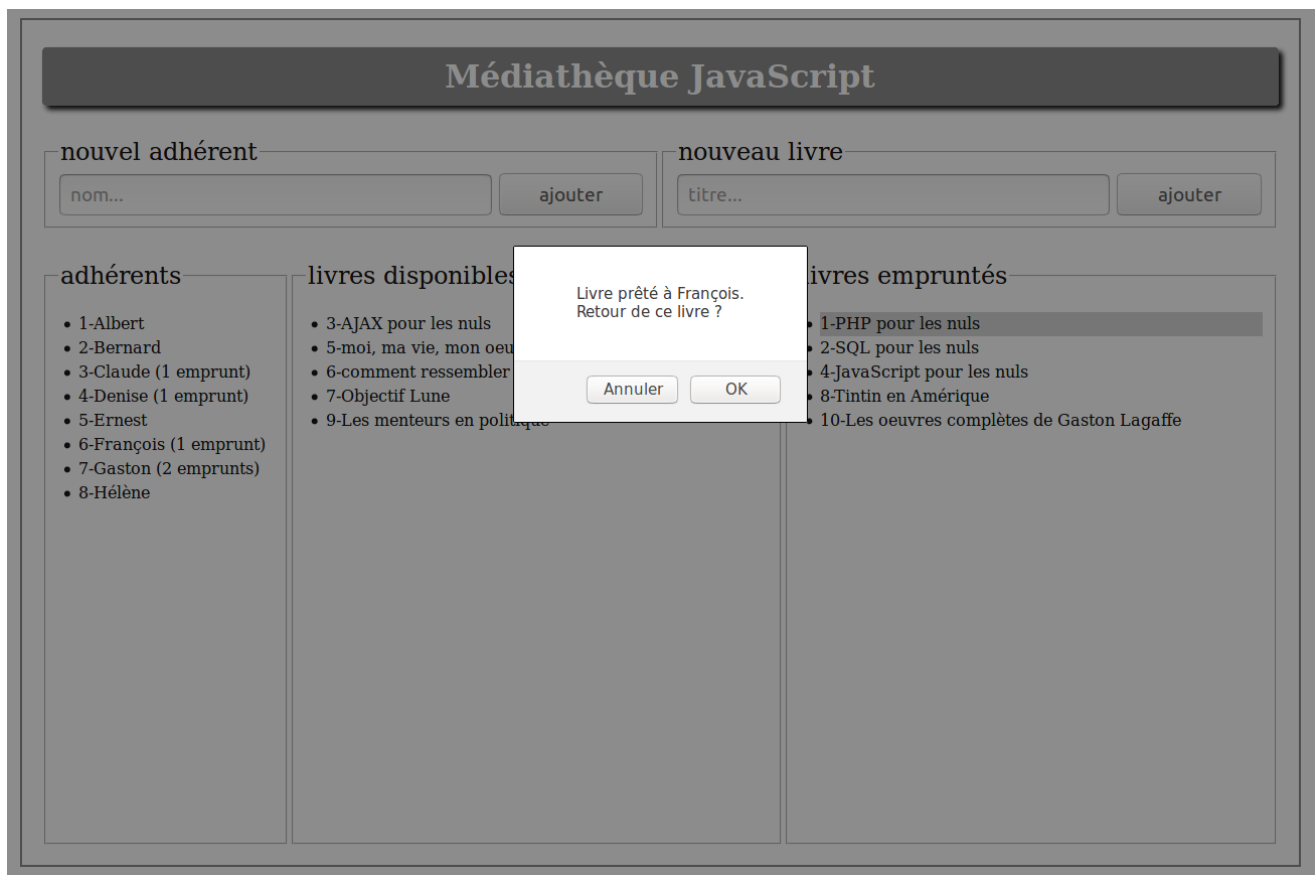 Médiathèque JavaScript
nouvel adhérent
nom...
ajouter
nouveau livre
titre...
ajouter
adhérents
1-Albert
2-Bernard
3-Claude (1 emprunt)
4-Denise (1 emprunt)
5-Ernest
6-François (1 emprunt)
7-Gaston (2 emprunts)
8-Hélène
livres disponibles
3-AJAX pour les nuls
5-moi, ma vie, mon oeu
6-comment ressembler
7-Objectif Lune
9-Les menteurs en politique
Livre prêté à François.
Retour de ce livre ?
Annuler
OK
ivres empruntés
1-PHP pour les nuls
2-SQL pour les nuls
4-JavaScript pour les nuls
8-Tintin en Amérique
10-Les oeuvres complètes de Gaston Lagaffe